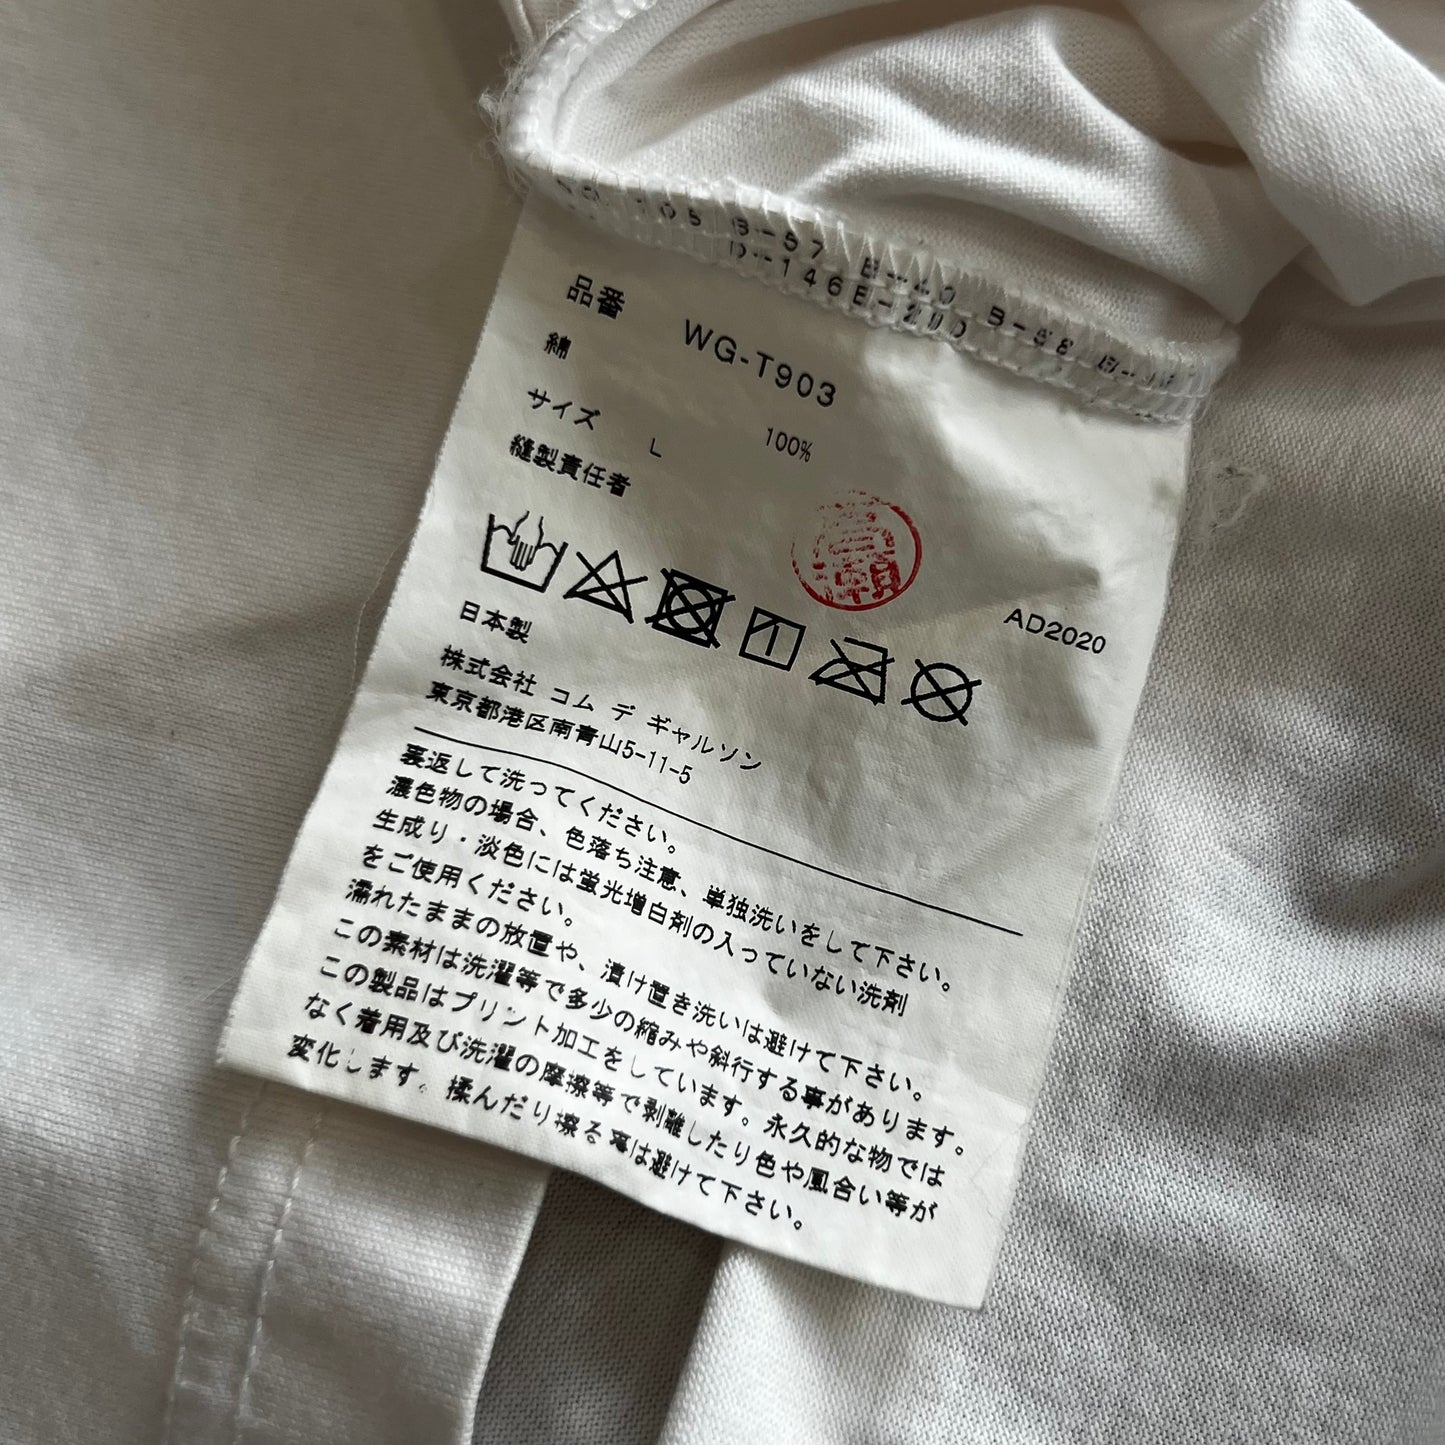 105 B-57 B-40 B-58
D-146E-200
品番 WG-T903
綿 100%
サイズ L
縫製責任者
AD2020
日本製
株式会社 コム デ ギャルソン
東京都港区南青山5-11-5
裏返して洗ってください。
濃色物の場合、色落ち注意、単独洗いをして下さい。
生成り・淡色には蛍光増白剤の入っていない洗剤
をご使用ください。
濡れたままの放置や、漬け置き洗いは避けて下さい。
この素材は洗濯等で多少の縮みや斜行する事があります。
この製品はプリント加工をしています。永久的な物では
なく着用及び洗濯の摩擦等で剥離したり色や風合い等が
変化します。揉んだり擦る事は避けて下さい。